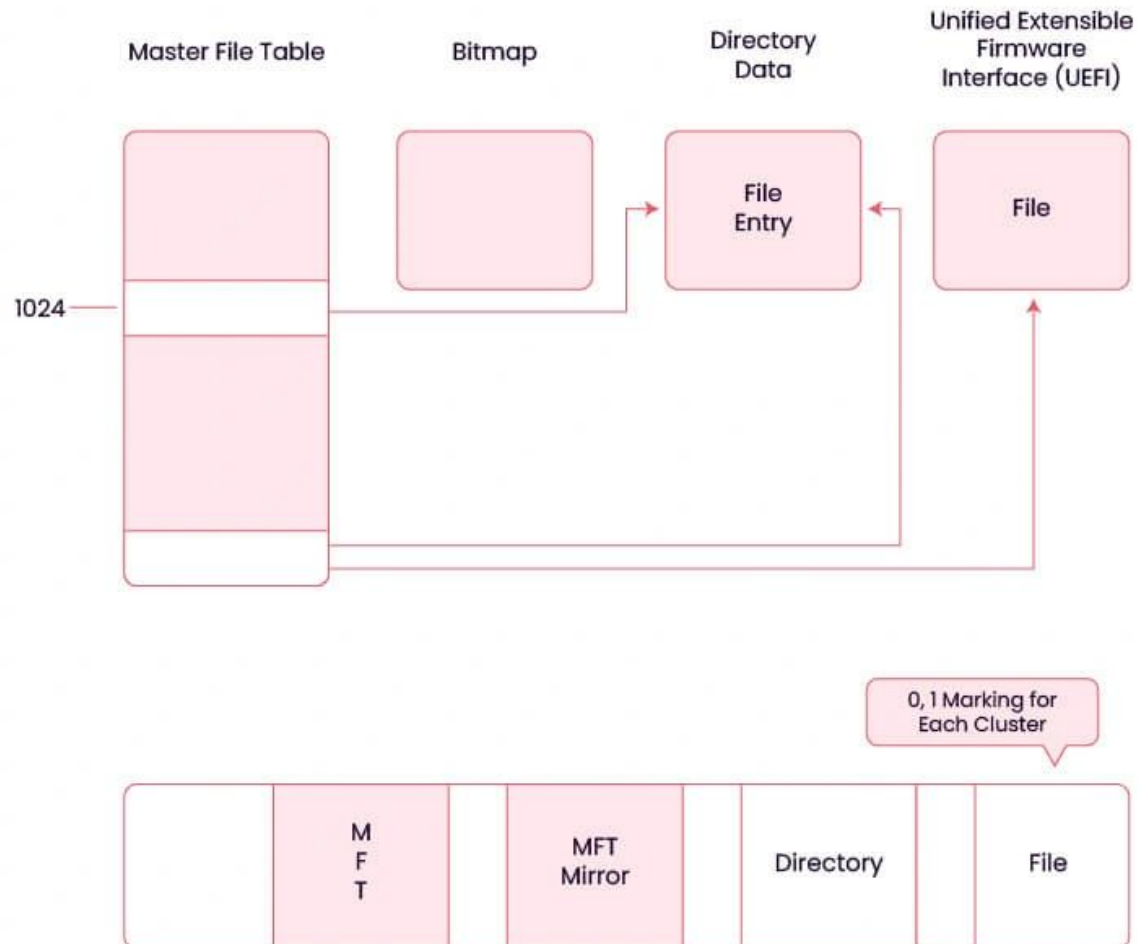 Master File Table
Bitmap
Directory
Data
Unified Extensible
Firmware
Interface (UEFI)
File
Entry
File
1024
0, 1 Marking for
Each Cluster
M
F
T
MFT
Mirror
Directory
File